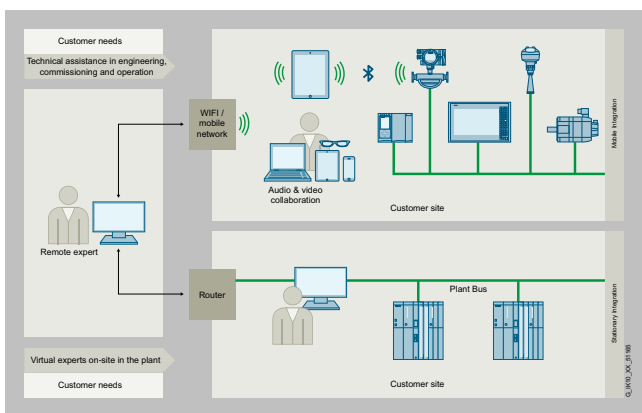 Customer needs
Technical assistance in engineering,
commissioning and operation
WIFI /
mobile
network
Audio & video
collaboration
Customer site
Mobile Integration
Remote expert
Router
Plant Bus
Customer site
Stationary Integration
Virtual experts on-site in the plant
Customer needs
G_IK10_XX_51165